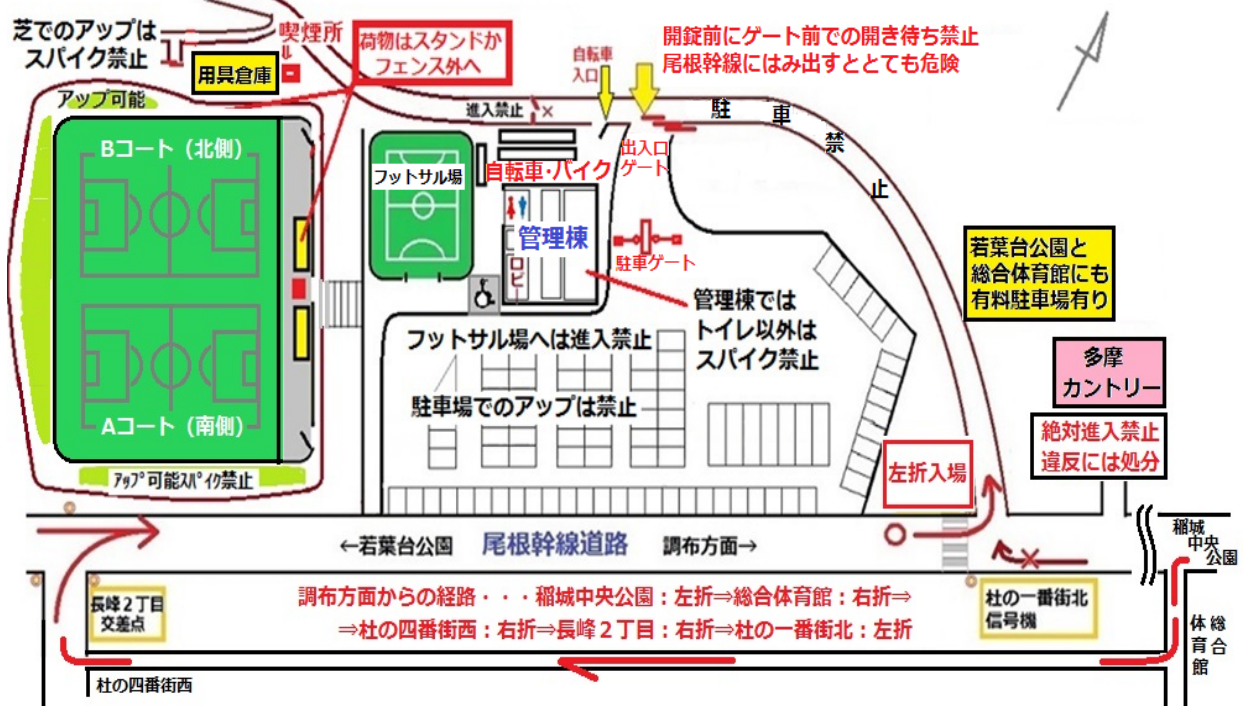 芝でのアップは
スパイク禁止
喫煙所
⇓
用具倉庫
荷物はスタンドか
フェンス外へ
自転車
入口
開錠前にゲート前での開き待ち禁止
尾根幹線にはみ出すととても危険
アップ可能
進入禁止
×
駐車禁止
Bコート（北側）
フットサル場
自転車・バイク
出入口
ゲート
管理棟
ロビー
駐車ゲート
若葉台公園と
総合体育館にも
有料駐車場有り
管理棟では
トイレ以外は
スパイク禁止
フットサル場へは進入禁止
多摩
カントリー
駐車場でのアップは禁止
Aコート（南側）
絶対進入禁止
違反には処分
左折入場
ｱｯﾌﾟ可能ｽﾊﾟｲｸ禁止
←若葉台公園
尾根幹線道路
調布方面→
稲城
中央
公園
長峰２丁目
交差点
調布方面からの経路・・・稲城中央公園：左折⇒総合体育館：右折⇒
⇒杜の四番街西：右折⇒長峰２丁目：右折⇒杜の一番街北：左折
杜の一番街北
信号機
総合
体育館
杜の四番街西